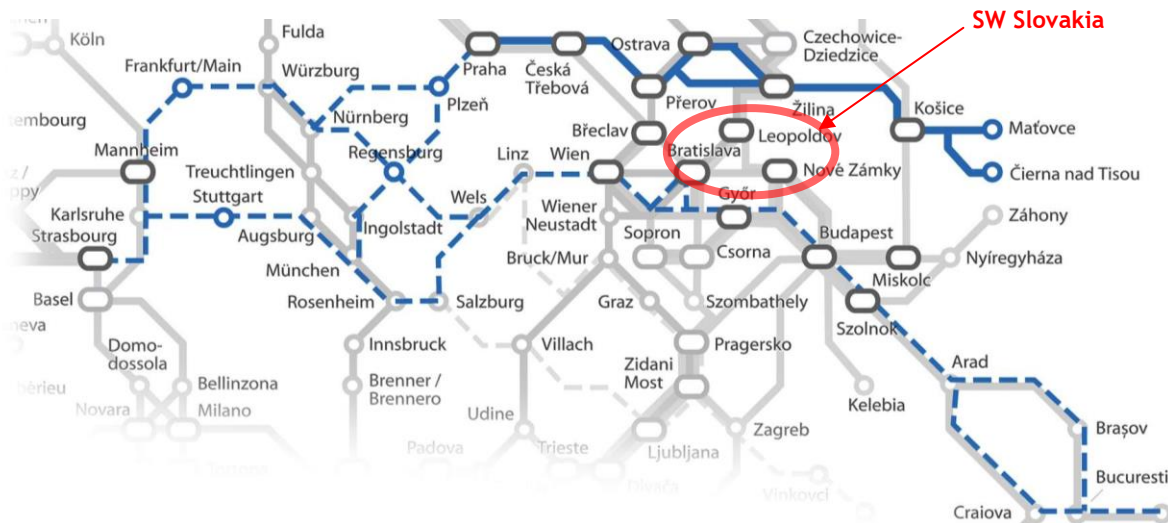 SW Slovakia
Köln
Fulda
Ostrava
Czechowice-
Dziedzice
Frankfurt/Main
Würzburg
Praha
Česká
Třebová
Plzeň
Přerov
Žilina
Košice
Nürnberg
Maťovce
Břeclav
Leopoldov
Mannheim
Regensburg
Linz
Wien
Bratislava
Nové Zámky
Čierna nad Tisou
Treuchtlingen
Stuttgart
Wels
Győr
Karlsruhe
Strasbourg
Augsburg
Ingolstadt
Wiener
Neustadt
Sopron
Csorna
Budapest
Záhony
Nyíregyháza
München
Bruck/Mur
Miskolc
Basel
Rosenheim
Salzburg
Graz
Szombathely
Szolnok
Domo-
dossola
Innsbruck
Villach
Pragersko
Zidani
Most
Arad
Bellinzona
Brenner /
Brennero
Kelebia
Novara
Milano
Udine
Zagreb
Brașov
Padova
Trieste
Ljubljana
Bucuresti
Divača
Vinkovci
Craiova